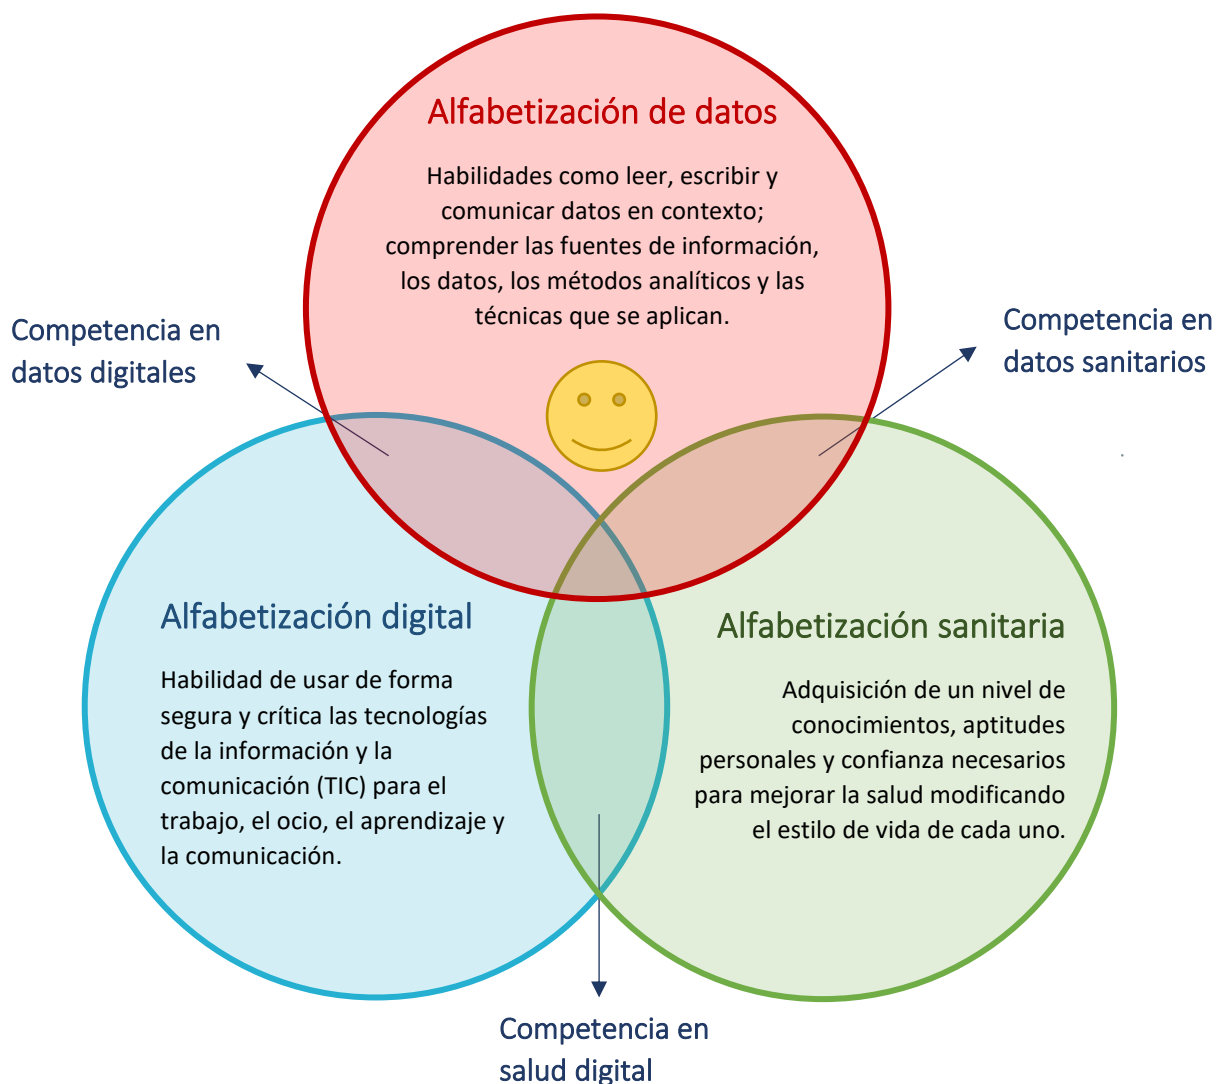 Alfabetización de datos
Habilidades como leer, escribir y
comunicar datos en contexto;
comprender las fuentes de información,
los datos, los métodos analíticos y las
técnicas que se aplican.
Competencia en
datos digitales
Competencia en
datos sanitarios
Alfabetización digital
Habilidad de usar de forma
segura y crítica las tecnologías
de la información y la
comunicación (TIC) para el
trabajo, el ocio, el aprendizaje y
la comunicación.
Alfabetización sanitaria
Adquisición de un nivel de
conocimientos, aptitudes
personales y confianza necesarios
para mejorar la salud modificando
el estilo de vida de cada uno.
Competencia en
salud digital